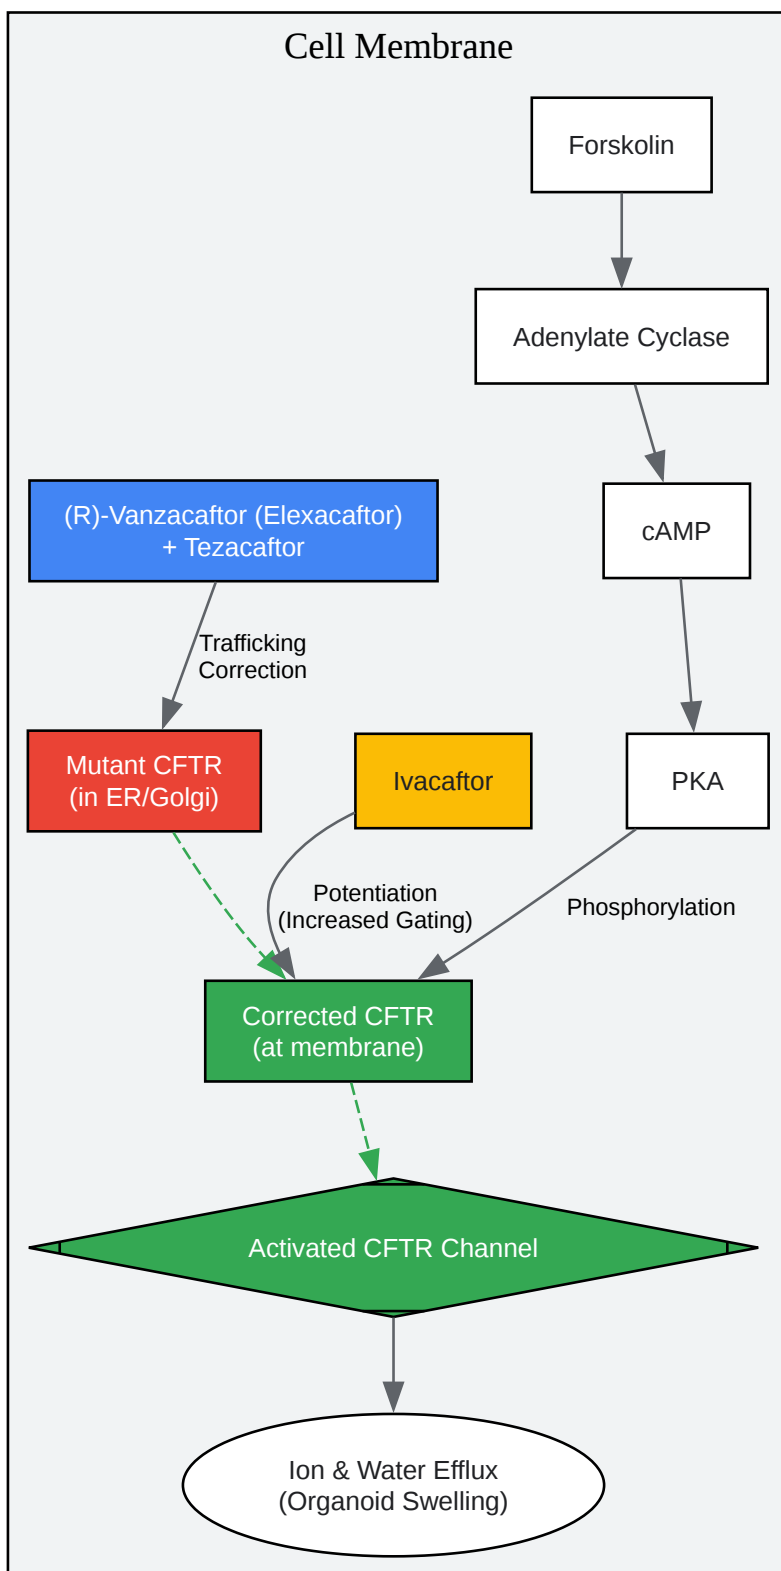 Cell Membrane
Forskolin
Adenylate Cyclase
(R)-Vanzacaftor (Elexacaftor)
+ Tezacaftor
cAMP
Trafficking
Correction
Mutant CFTR
(in ER/Golgi)
Ivacaftor
PKA
Potentiation
(Increased Gating)
Phosphorylation
Corrected CFTR
(at membrane)
Activated CFTR Channel
Ion & Water Efflux
(Organoid Swelling)